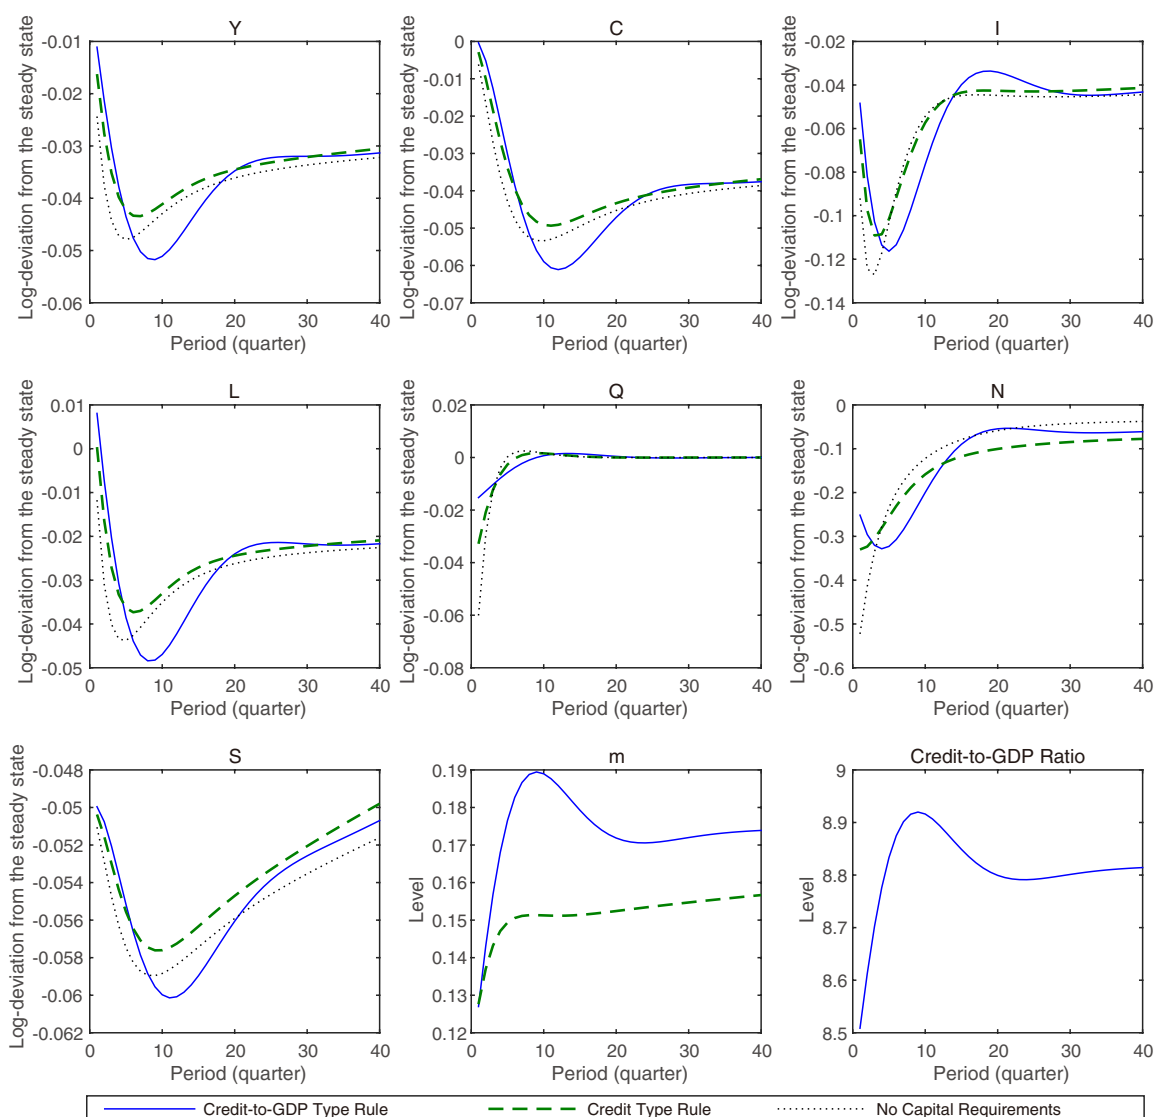 Y
Log-deviation from the steady state
-0.01
-0.02
-0.03
-0.04
-0.05
-0.06
0 10 20 30 40
Period (quarter)
C
Log-deviation from the steady state
0
-0.01
-0.02
-0.03
-0.04
-0.05
-0.06
-0.07
0 10 20 30 40
Period (quarter)
I
Log-deviation from the steady state
-0.02
-0.04
-0.06
-0.08
-0.1
-0.12
-0.14
0 10 20 30 40
Period (quarter)
L
Log-deviation from the steady state
0.01
0
-0.01
-0.02
-0.03
-0.04
-0.05
0 10 20 30 40
Period (quarter)
Q
Log-deviation from the steady state
0.02
0
-0.02
-0.04
-0.06
-0.08
0 10 20 30 40
Period (quarter)
N
Log-deviation from the steady state
0
-0.1
-0.2
-0.3
-0.4
-0.5
-0.6
0 10 20 30 40
Period (quarter)
S
Log-deviation from the steady state
-0.048
-0.05
-0.052
-0.054
-0.056
-0.058
-0.06
-0.062
0 10 20 30 40
Period (quarter)
m
Level
0.19
0.18
0.17
0.16
0.15
0.14
0.13
0.12
0 10 20 30 40
Period (quarter)
Credit-to-GDP Ratio
Level
9
8.9
8.8
8.7
8.6
8.5
0 10 20 30 40
Period (quarter)
Credit-to-GDP Type Rule Credit Type Rule No Capital Requirements